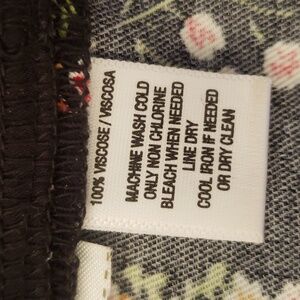 100% VISCOSE / VISCOSA
MACHINE WASH COLD
ONLY NON CHLORINE
BLEACH WHEN NEEDED
LINE DRY
COOL IRON IF NEEDED
OR DRY CLEAN